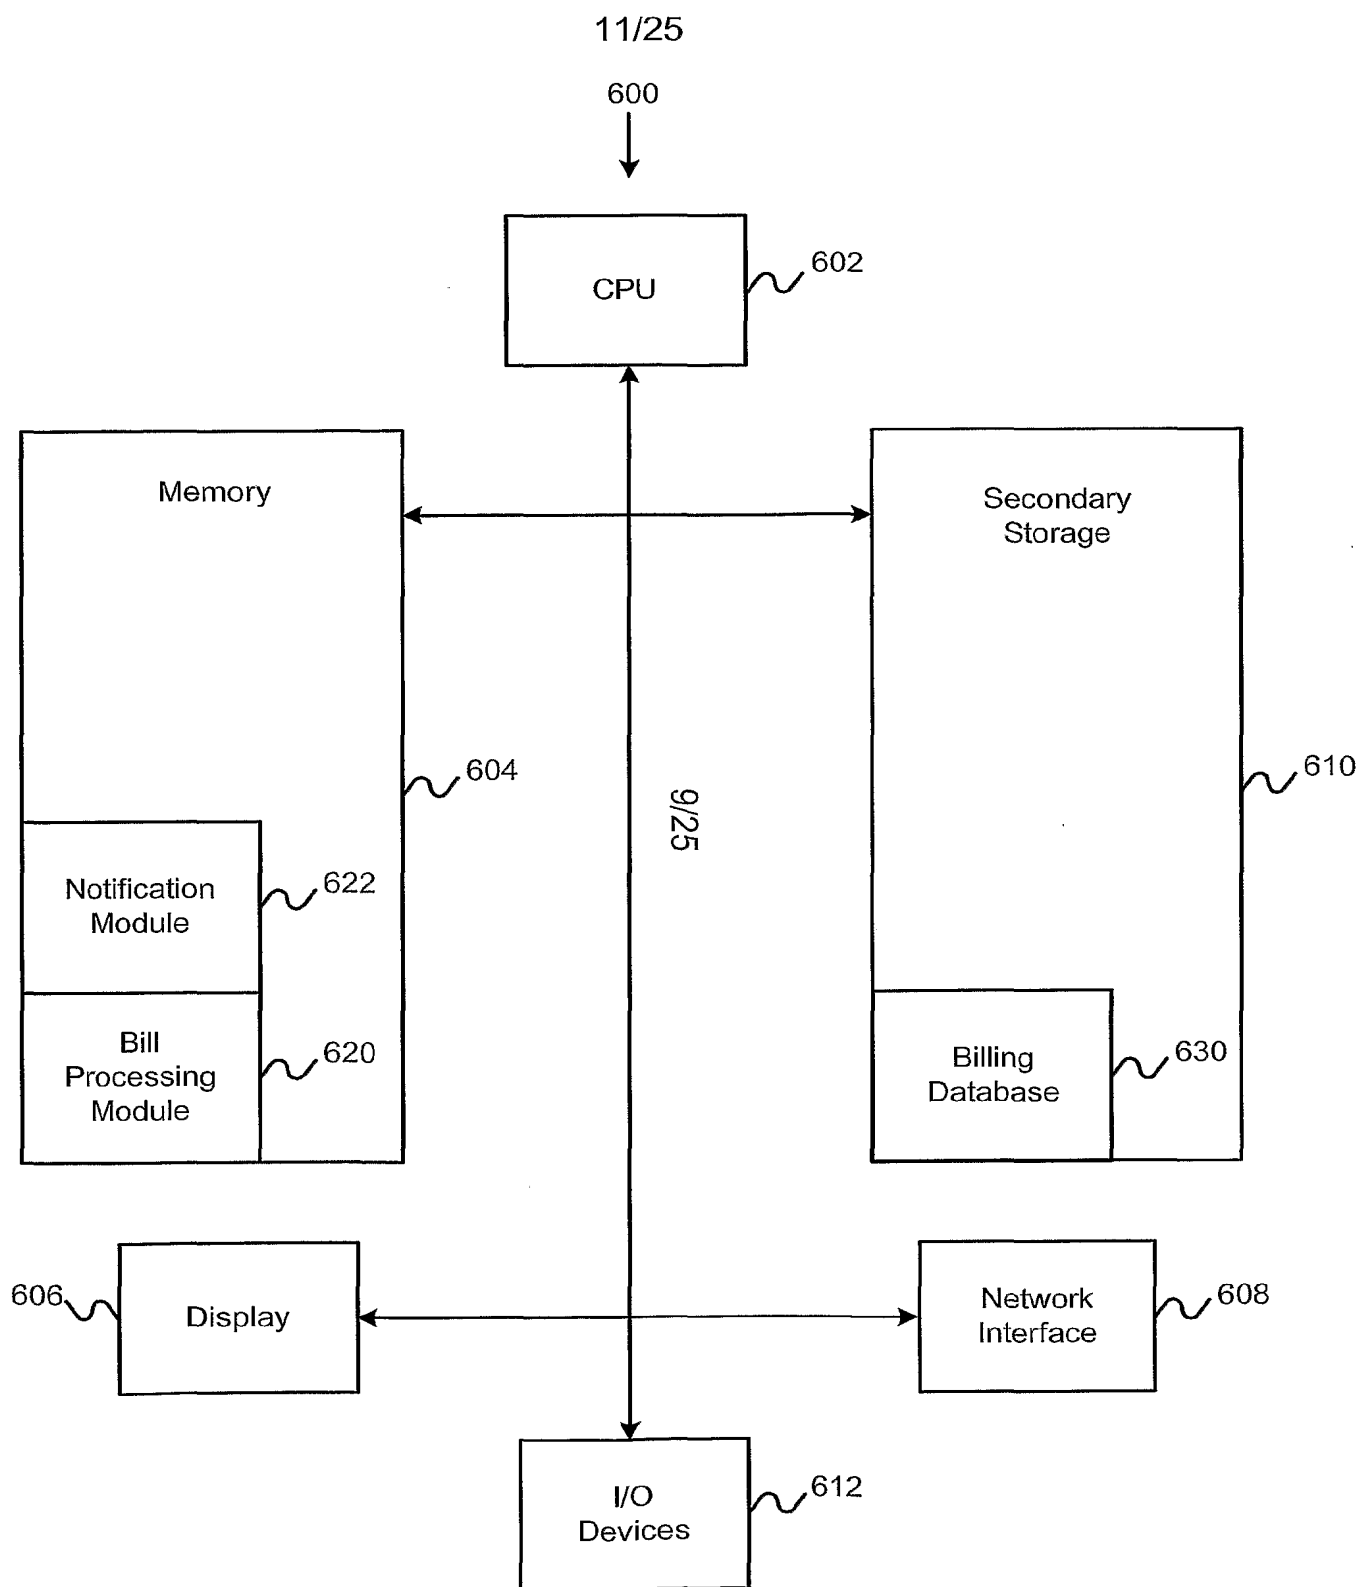 11/25
600
CPU
602
Memory
Secondary
Storage
604
610
9/25
Notification
Module
622
Bill
Processing
Module
620
Billing
Database
630
606
Display
Network
Interface
608
I/O
Devices
612